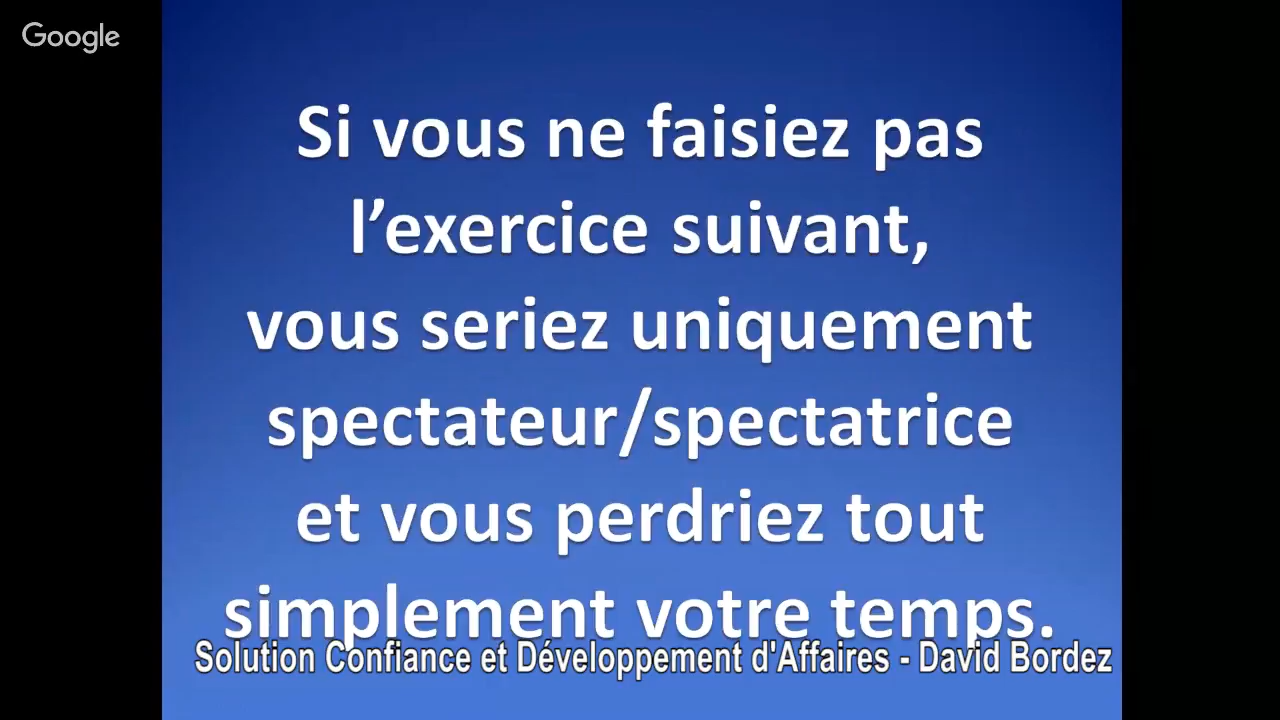 Google
Si vous ne faisiez pas
l’exercice suivant,
vous seriez uniquement
spectateur/spectatrice
et vous perdriez tout
simplement votre temps.
Solution Confiance et Développement d'Affaires - David Bordez